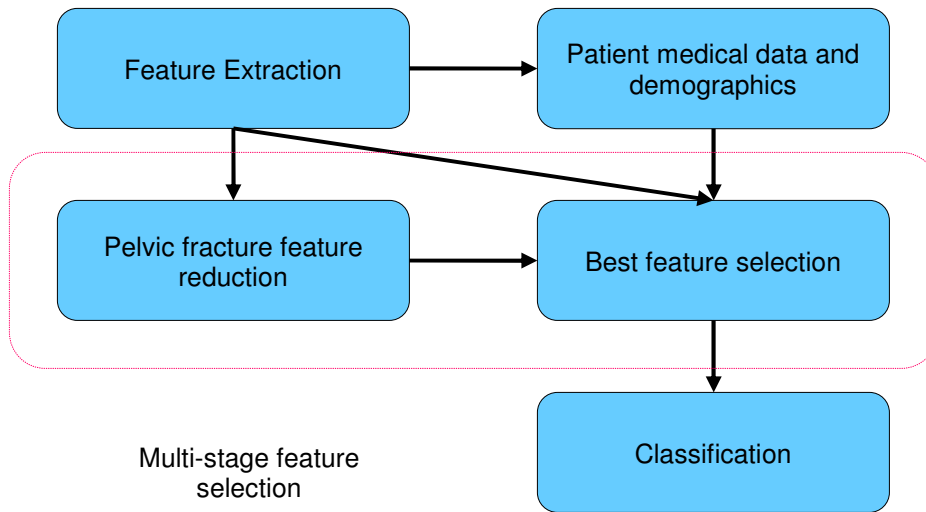 Feature Extraction
Patient medical data and
demographics
Pelvic fracture feature
reduction
Best feature selection
Classification
Multi-stage feature
selection